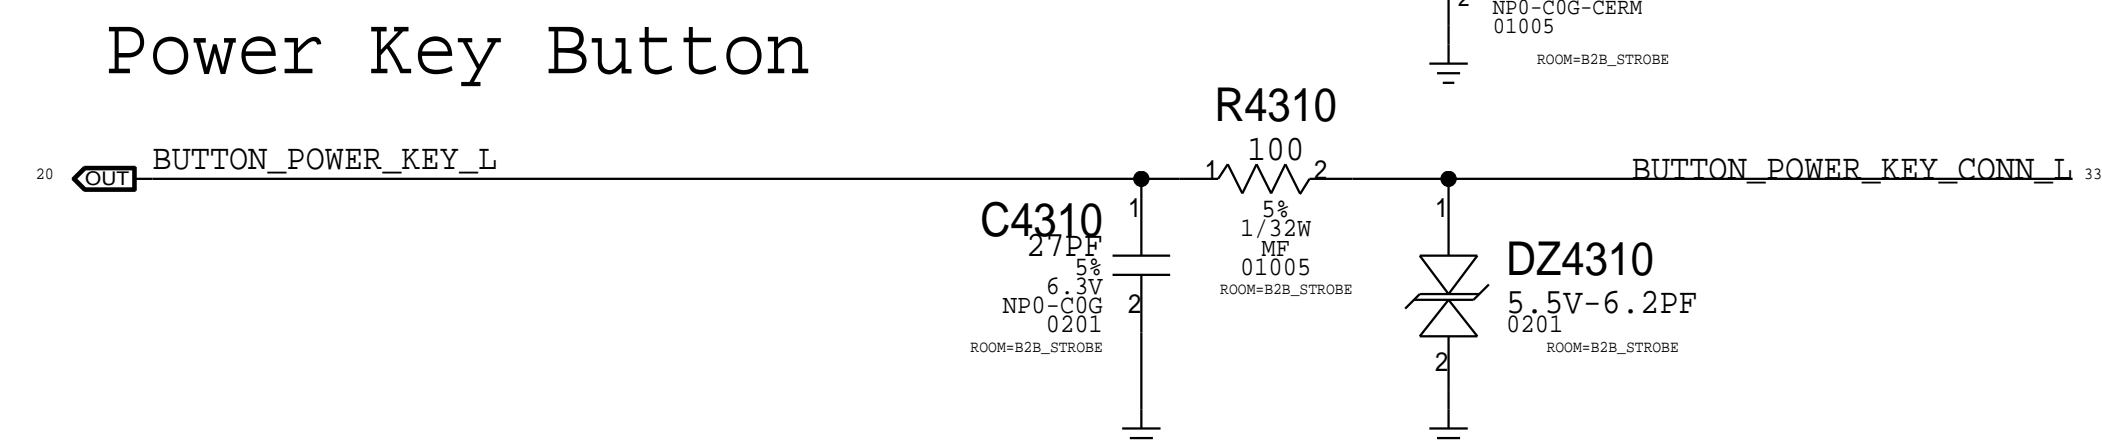 2
NP0-C0G-CERM
01005
ROOM=B2B_STROBE
Power Key Button
R4310
100
20
OUT
BUTTON_POWER_KEY_L
1
2
BUTTON_POWER_KEY_CONN_L
33
5%
1/32W
MF
01005
ROOM=B2B_STROBE
1
C4310
27PF
5%
6.3V
NP0-C0G
0201
2
ROOM=B2B_STROBE
1
DZ4310
5.5V-6.2PF
0201
ROOM=B2B_STROBE
2